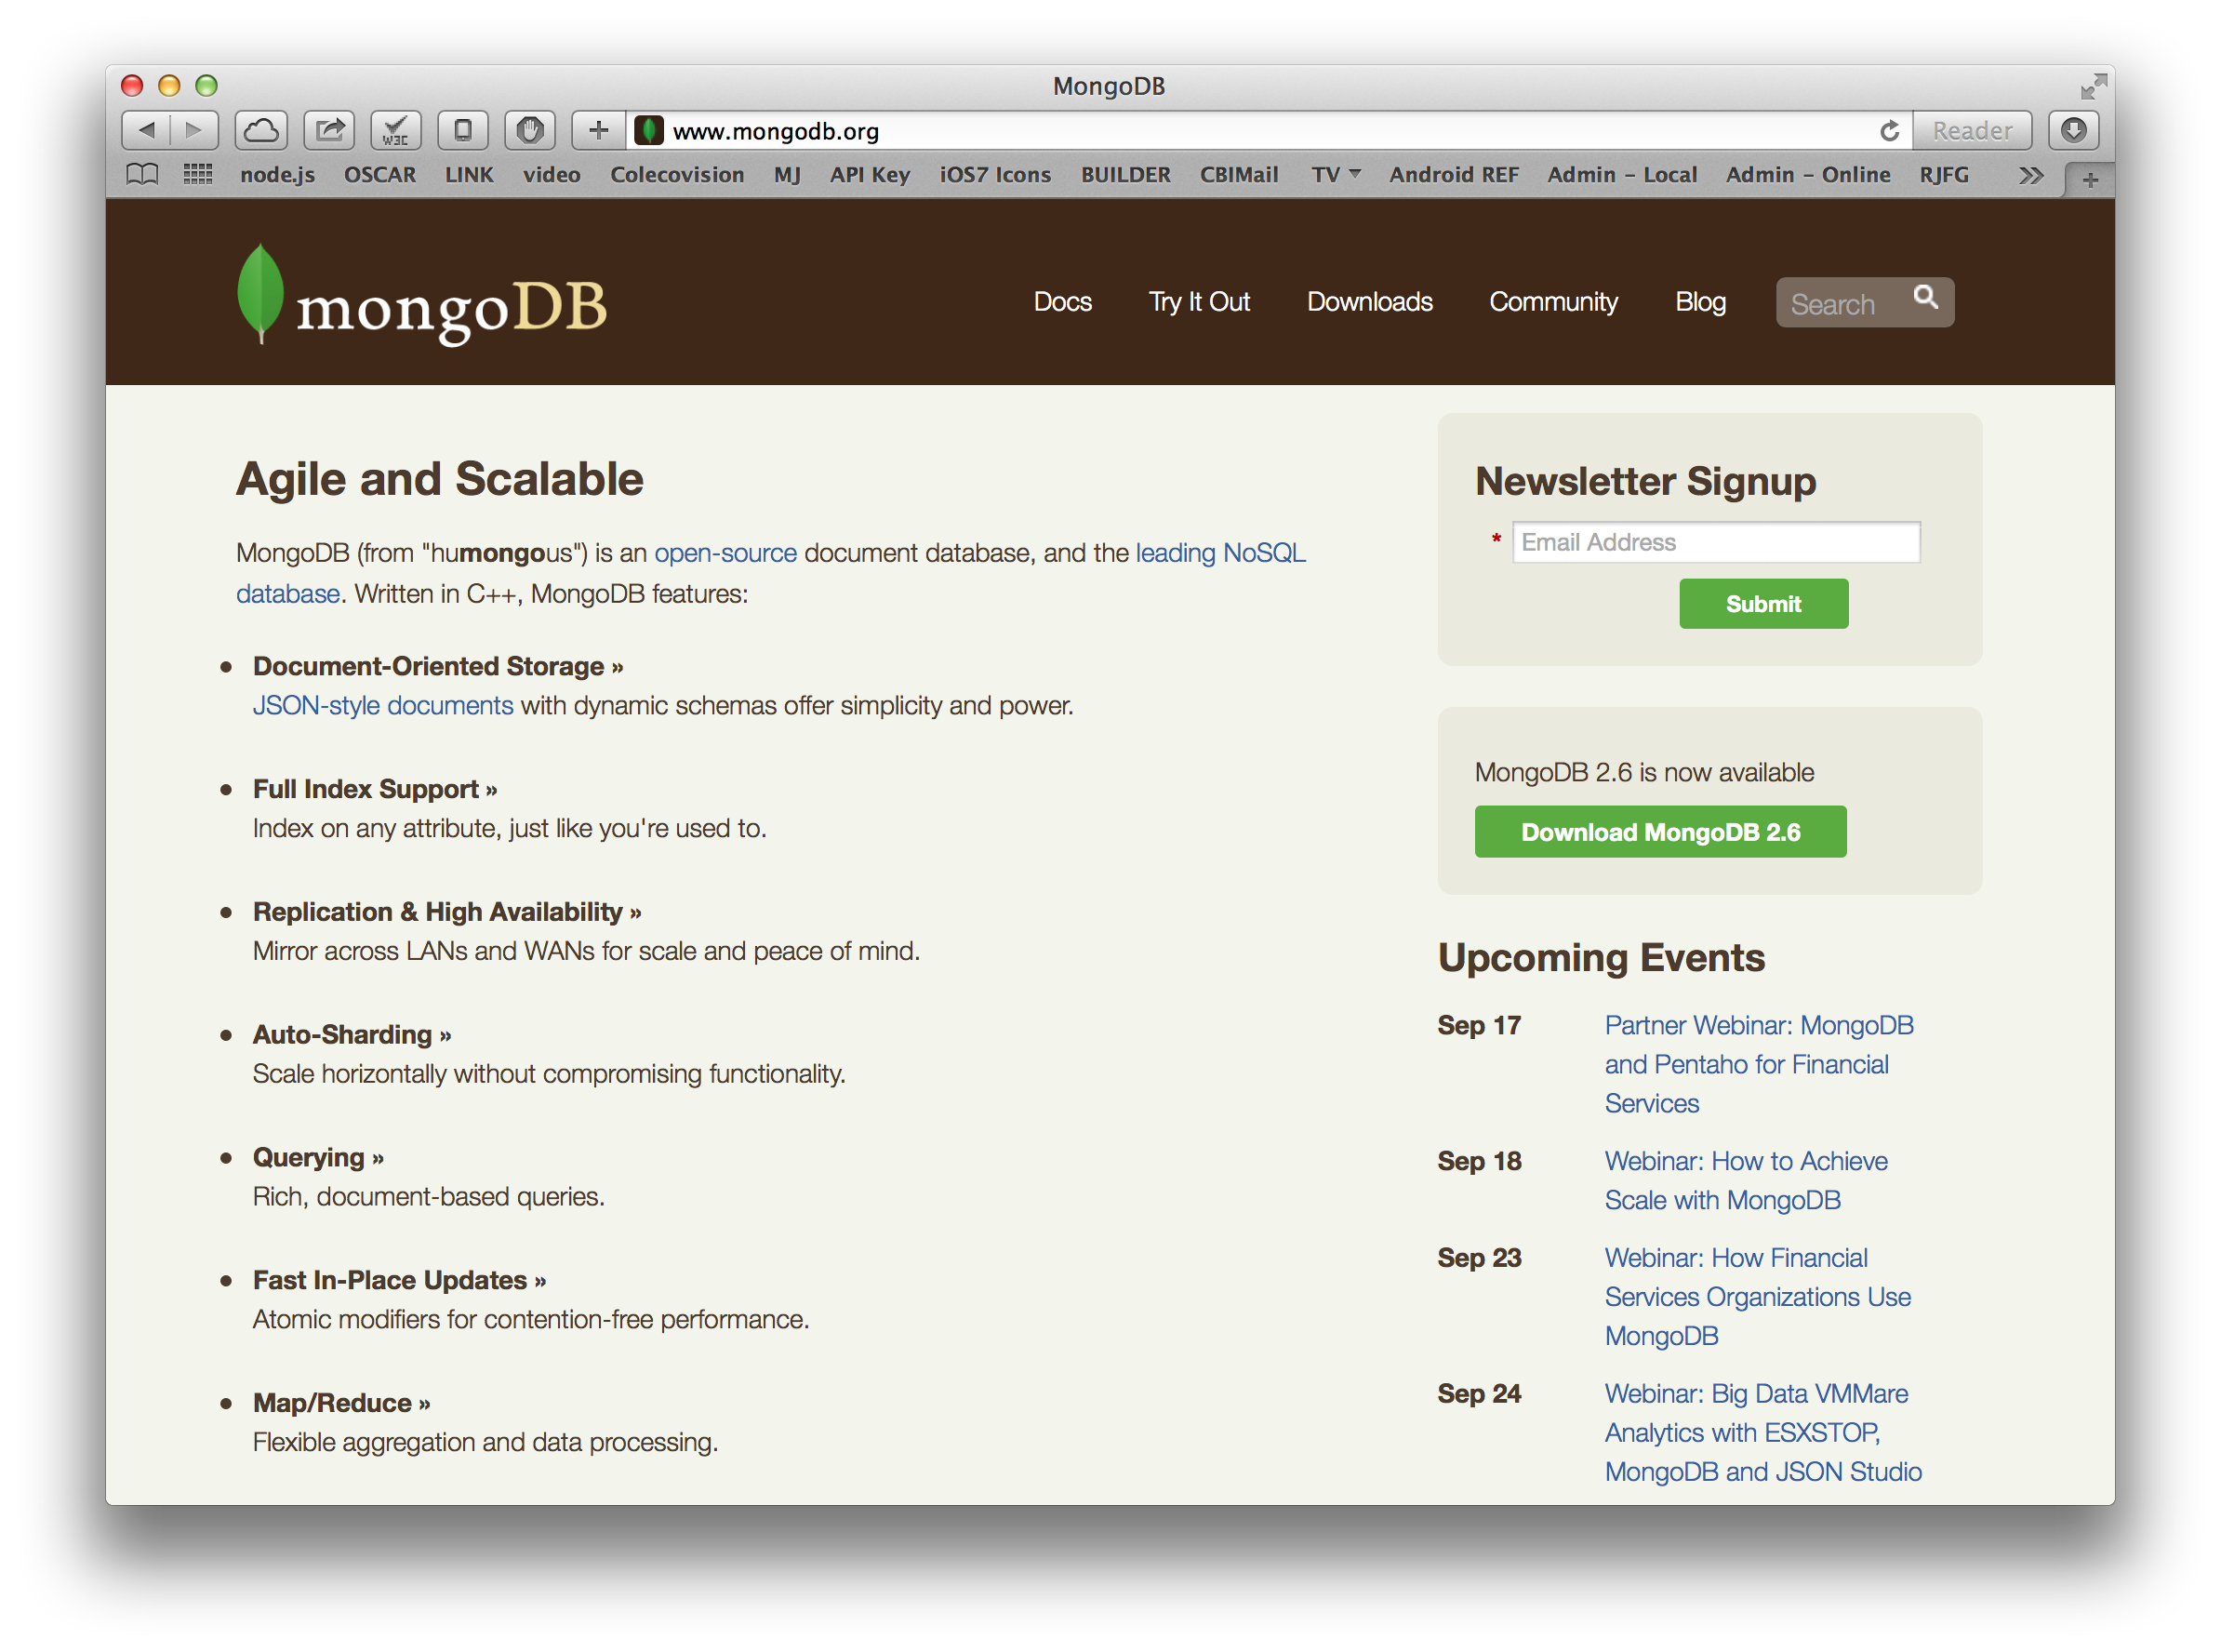 MongoDB
W3C
www.mongodb.org
Reader
node.js OSCAR LINK video Colecovision MJ API Key iOS7 Icons BUILDER CBIMail TV Android REF Admin – Local Admin – Online RJFG
mongoDB
Docs Try It Out Downloads Community Blog Search
Agile and Scalable
MongoDB (from "humongous") is an open-source document database, and the leading NoSQL
database. Written in C++, MongoDB features:
Document-Oriented Storage »
JSON-style documents with dynamic schemas offer simplicity and power.
Full Index Support »
Index on any attribute, just like you're used to.
Replication & High Availability »
Mirror across LANs and WANs for scale and peace of mind.
Auto-Sharding »
Scale horizontally without compromising functionality.
Querying »
Rich, document-based queries.
Fast In-Place Updates »
Atomic modifiers for contention-free performance.
Map/Reduce »
Flexible aggregation and data processing.
Newsletter Signup
* Email Address
Submit
MongoDB 2.6 is now available
Download MongoDB 2.6
Upcoming Events
Sep 17 Partner Webinar: MongoDB
and Pentaho for Financial
Services
Sep 18 Webinar: How to Achieve
Scale with MongoDB
Sep 23 Webinar: How Financial
Services Organizations Use
MongoDB
Sep 24 Webinar: Big Data VMMare
Analytics with ESXSTOP,
MongoDB and JSON Studio